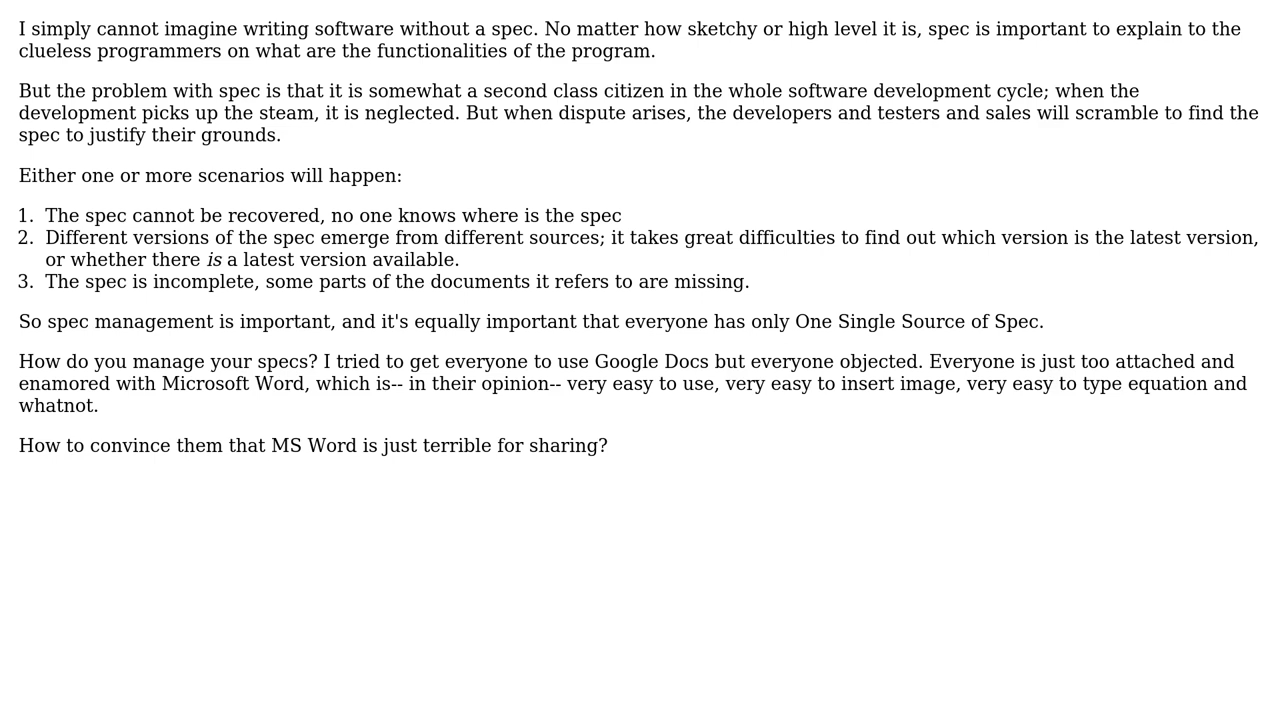 I simply cannot imagine writing software without a spec. No matter how sketchy or high level it is, spec is important to explain to the
clueless programmers on what are the functionalities of the program.
But the problem with spec is that it is somewhat a second class citizen in the whole software development cycle; when the
development picks up the steam, it is neglected. But when dispute arises, the developers and testers and sales will scramble to find the
spec to justify their grounds.
Either one or more scenarios will happen:
1. The spec cannot be recovered, no one knows where is the spec
2. Different versions of the spec emerge from different sources; it takes great difficulties to find out which version is the latest version,
or whether there is a latest version available.
3. The spec is incomplete, some parts of the documents it refers to are missing.
So spec management is important, and it's equally important that everyone has only One Single Source of Spec.
How do you manage your specs? I tried to get everyone to use Google Docs but everyone objected. Everyone is just too attached and
enamored with Microsoft Word, which is-- in their opinion-- very easy to use, very easy to insert image, very easy to type equation and
whatnot.
How to convince them that MS Word is just terrible for sharing?